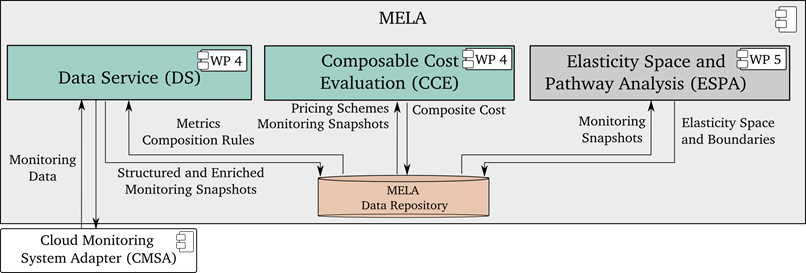 MELA
WP 4
Data Service (DS)
WP 4
Composable Cost
Evaluation (CCE)
WP 5
Elasticity Space and
Pathway Analysis (ESPA)
Pricing Schemes
Monitoring Snapshots
Composite Cost
Metrics
Composition Rules
Monitoring
Snapshots
Elasticity Space
and Boundaries
Monitoring
Data
Structured and Enriched
Monitoring Snapshots
MELA
Data Repository
Cloud Monitoring
System Adapter (CMSA)